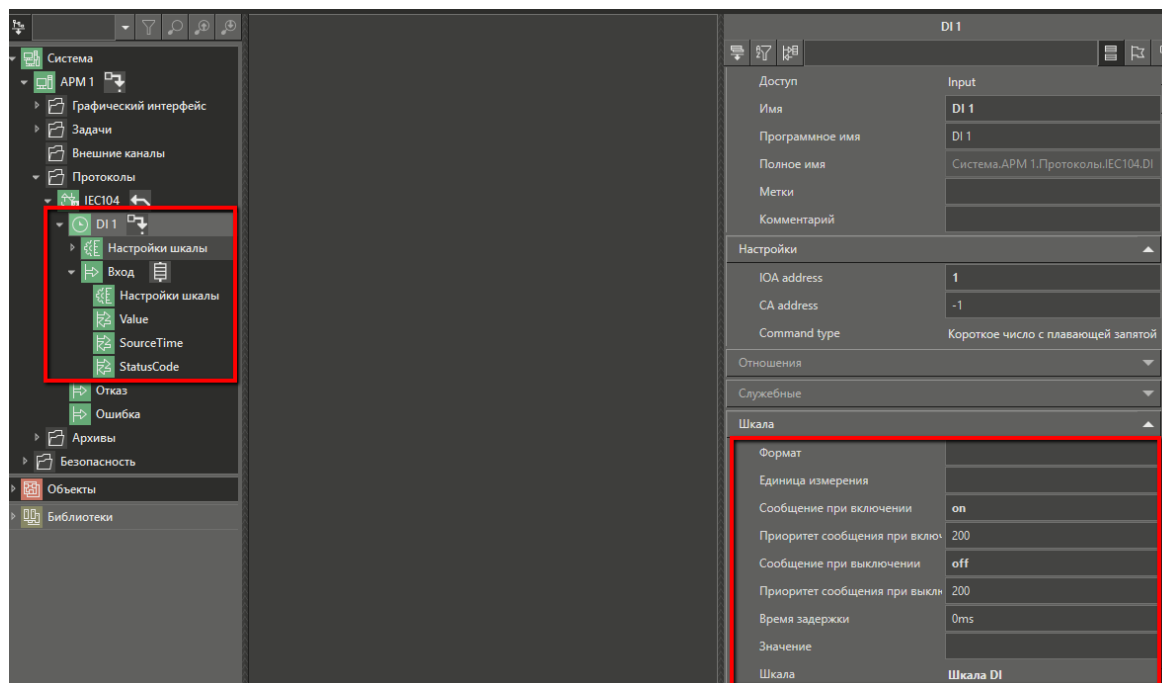 Система
АРМ 1
Графический интерфейс
Задачи
Внешние каналы
Протоколы
IEC104
DI 1
Настройки шкалы
Вход
Настройки шкалы
Value
SourceTime
StatusCode
Отказ
Ошибка
Архивы
Безопасность
Объекты
Библиотеки
DI 1
Доступ Input
Имя DI 1
Программное имя DI 1
Полное имя Система.АРМ 1.Протоколы.IEC104.DI
Метки
Комментарий
Настройки
IOA address 1
CA address -1
Command type Короткое число с плавающей запятой
Отношения
Служебные
Шкала
Формат
Единица измерения
Сообщение при включении on
Приоритет сообщения при включ 200
Сообщение при выключении off
Приоритет сообщения при выклю 200
Время задержки 0ms
Значение
Шкала Шкала DI